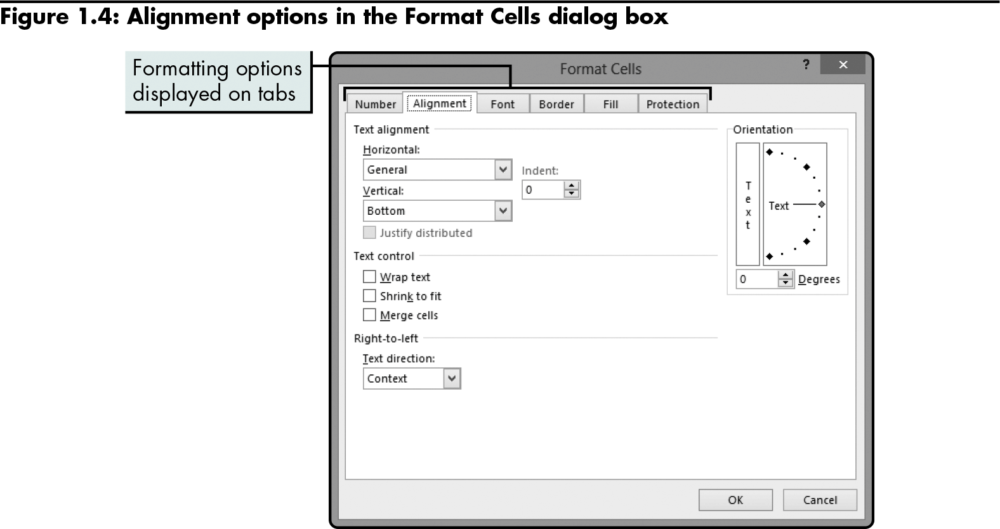 Figure 1.4: Alignment options in the Format Cells dialog box
Formatting options
displayed on tabs
Format Cells
? ×
Number Alignment Font Border Fill Protection
Text alignment
Horizontal:
General
Indent:
0
Vertical:
Bottom
Justify distributed
Text control
Wrap text
Shrink to fit
Merge cells
Right-to-left
Text direction:
Context
Orientation
T
e
x
t
Text
0 Degrees
OK Cancel